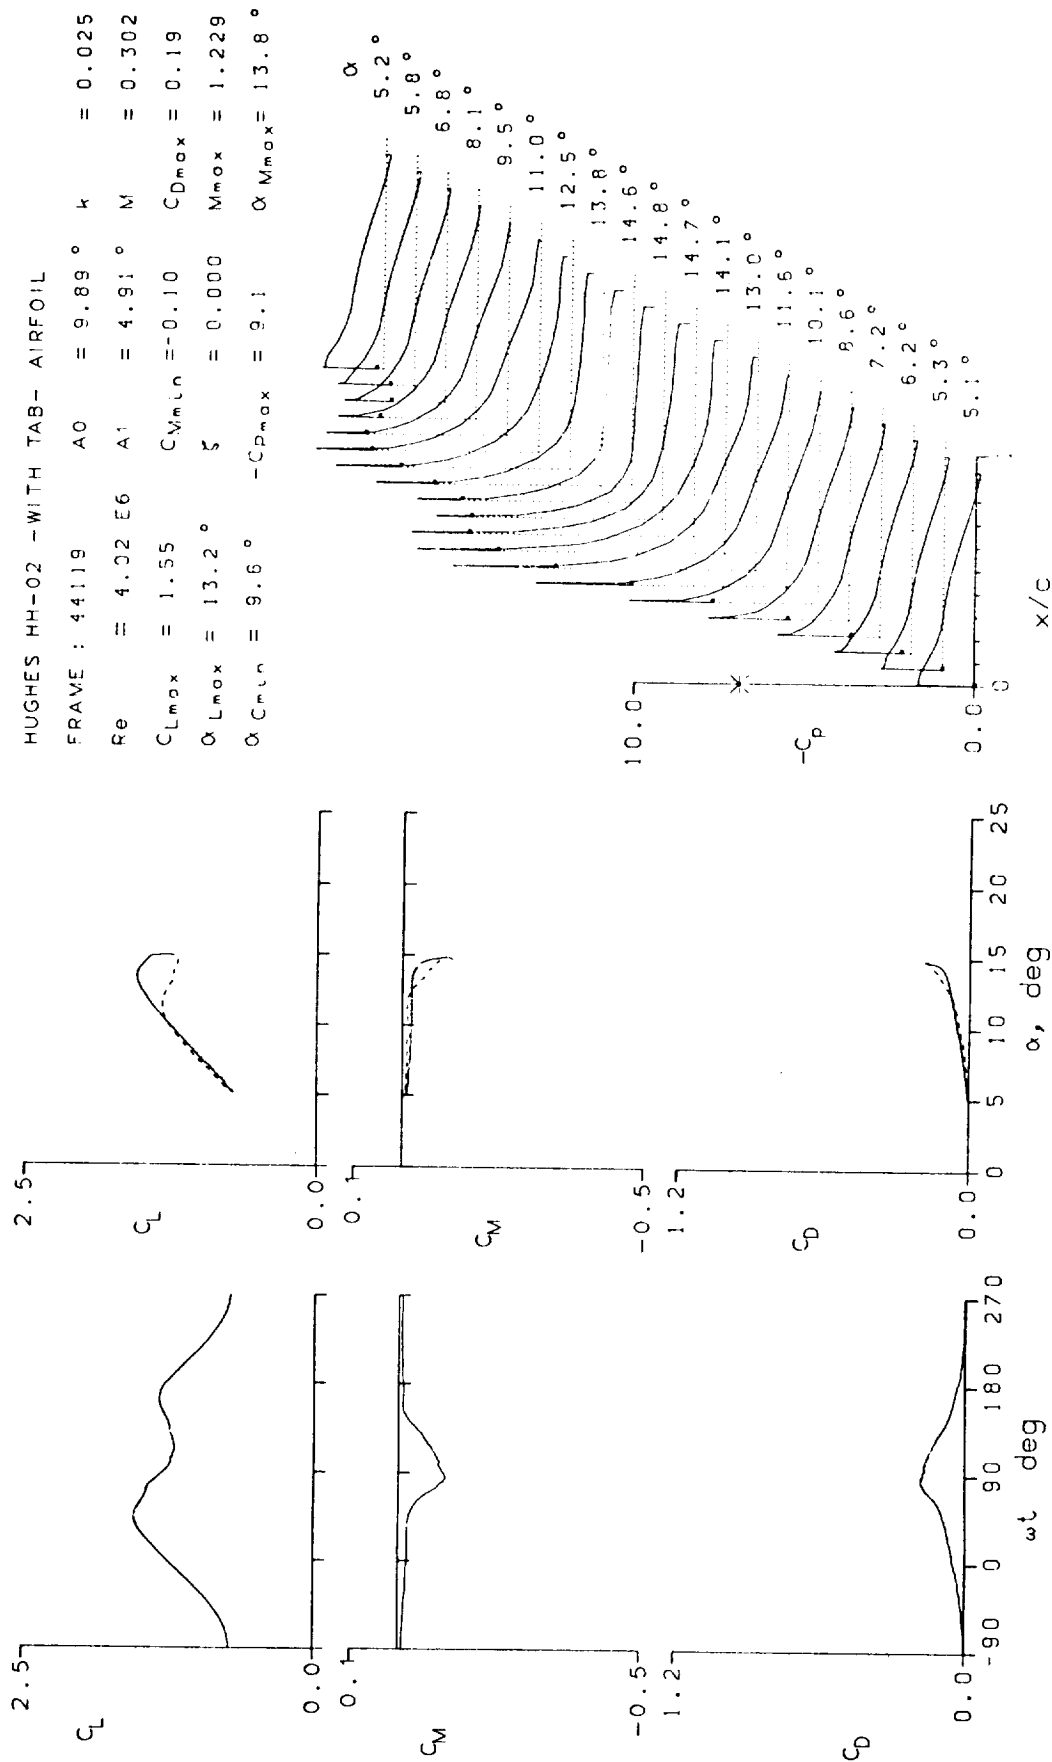 HUGHES HH-02 -WITH TAB- AIRFOIL
FRAME : 44119 A0 = 9.89 ° k = 0.025
Re = 4.02 E6 A1 = 4.91 ° M = 0.302
CLmax = 1.55 CMmin =-0.10 CDmax = 0.19
αLmax = 13.2 ° ζ = 0.000 Mmax = 1.229
αCmin = 9.6 ° -CPmax = 9.1 αMmax= 13.8 °
2.5
CL
0.0
0.1
CM
-0.5
1.2
CD
0.0
-90 0 90 180 270
ωt deg
2.5
CL
0.0
0.1
CM
-0.5
1.2
CD
0.0
0 5 10 15 20 25
α, deg
α
5.2 °
5.8 °
6.8 °
8.1 °
9.5 °
11.0 °
12.5 °
13.8 °
14.6 °
14.8 °
14.7 °
14.1 °
13.0 °
11.6 °
10.1 °
8.6 °
7.2 °
6.2 °
5.3 °
5.1 °
10.0
-Cp
0.0
0 1
x/c